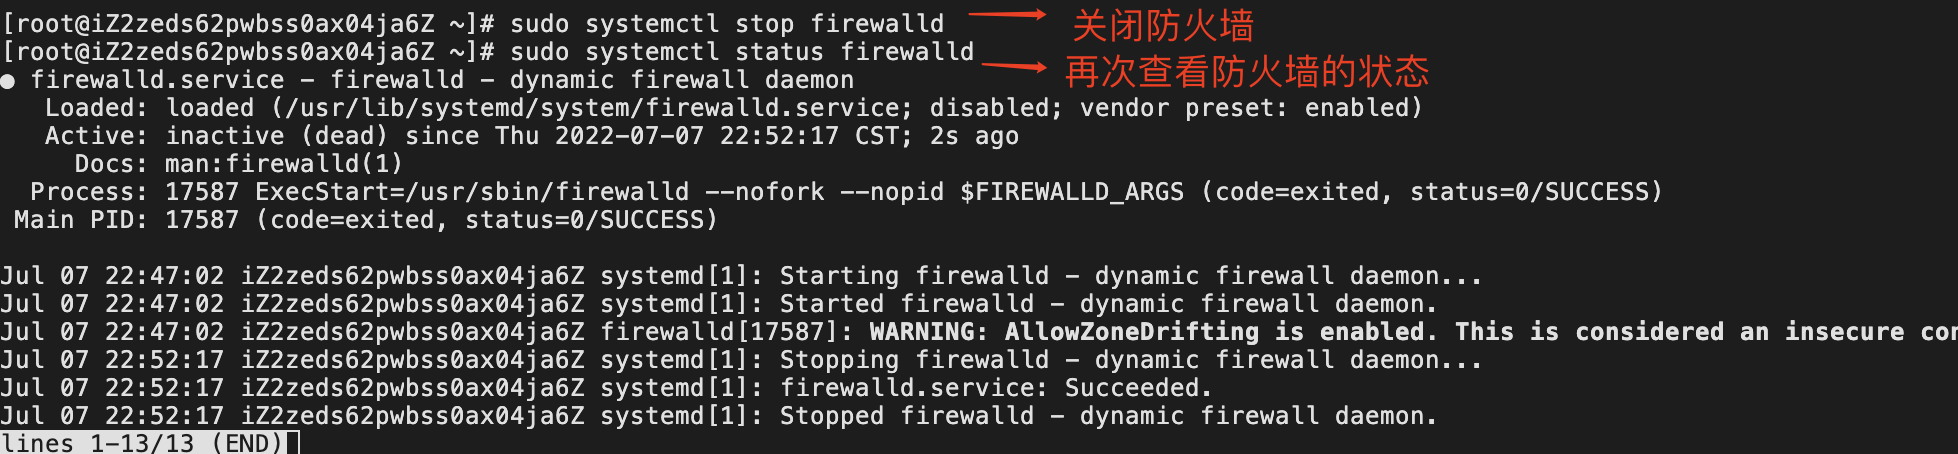 [root@iZ2zeds62pwbss0ax04ja6Z ~]# sudo systemctl stop firewalld 关闭防火墙
[root@iZ2zeds62pwbss0ax04ja6Z ~]# sudo systemctl status firewalld 再次查看防火墙的状态
● firewalld.service - firewalld - dynamic firewall daemon
   Loaded: loaded (/usr/lib/systemd/system/firewalld.service; disabled; vendor preset: enabled)
   Active: inactive (dead) since Thu 2022-07-07 22:52:17 CST; 2s ago
     Docs: man:firewalld(1)
  Process: 17587 ExecStart=/usr/sbin/firewalld --nofork --nopid $FIREWALLD_ARGS (code=exited, status=0/SUCCESS)
 Main PID: 17587 (code=exited, status=0/SUCCESS)

Jul 07 22:47:02 iZ2zeds62pwbss0ax04ja6Z systemd[1]: Starting firewalld - dynamic firewall daemon...
Jul 07 22:47:02 iZ2zeds62pwbss0ax04ja6Z systemd[1]: Started firewalld - dynamic firewall daemon.
Jul 07 22:47:02 iZ2zeds62pwbss0ax04ja6Z firewalld[17587]: WARNING: AllowZoneDrifting is enabled. This is considered an insecure con
Jul 07 22:52:17 iZ2zeds62pwbss0ax04ja6Z systemd[1]: Stopping firewalld - dynamic firewall daemon...
Jul 07 22:52:17 iZ2zeds62pwbss0ax04ja6Z systemd[1]: firewalld.service: Succeeded.
Jul 07 22:52:17 iZ2zeds62pwbss0ax04ja6Z systemd[1]: Stopped firewalld - dynamic firewall daemon.
lines 1-13/13 (END)